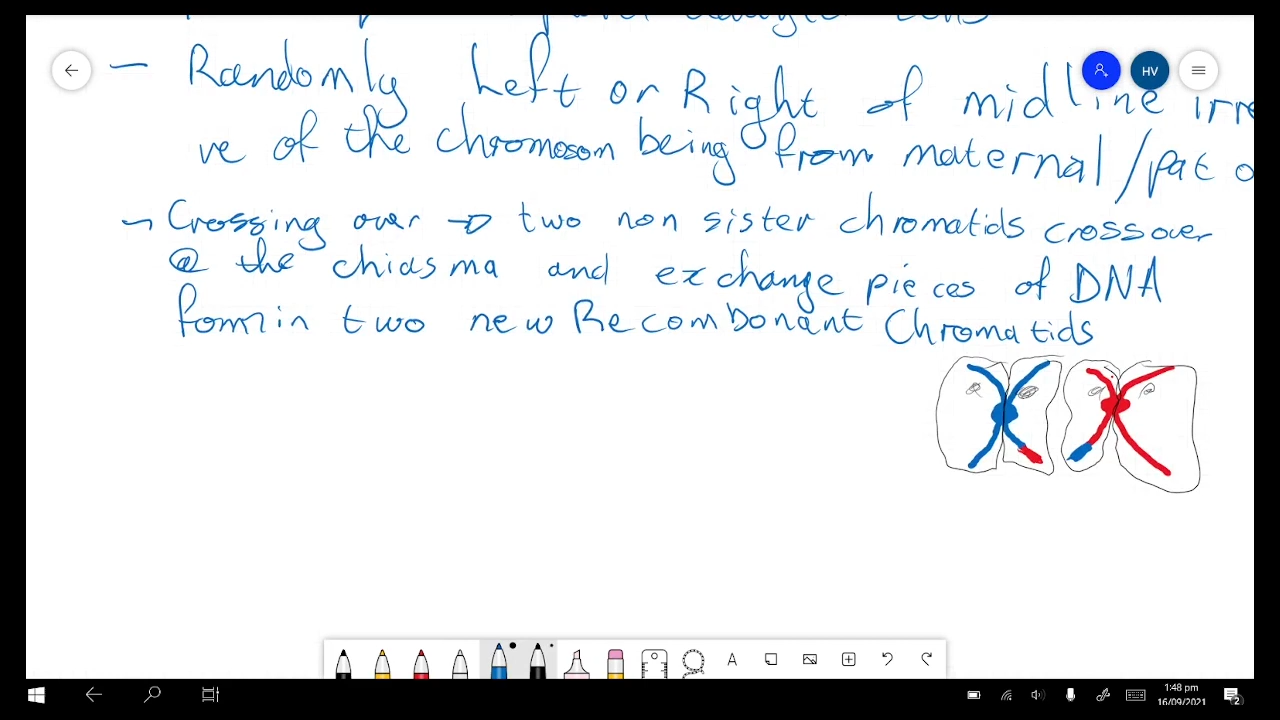 - Randomly Left or Right of midline irre
ve of the chromosom being from maternal/pat o
- Crossing over → two non sister chromatids crossover
@ the chiasma and exchange pieces of DNA
formin two new Recombonant Chromatids
HV
A
1:48 pm
16/09/2021
2